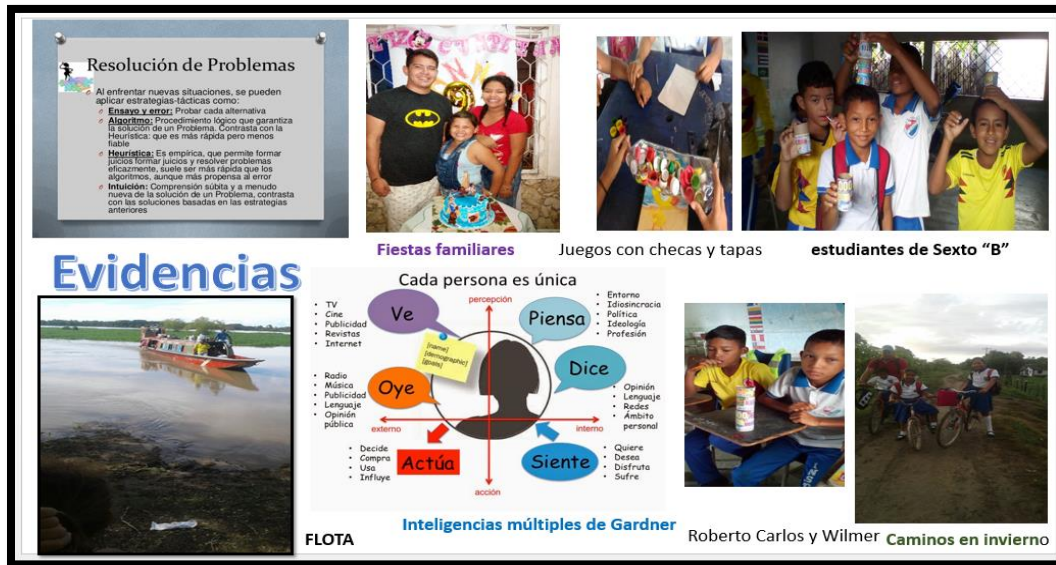 Resolución de Problemas
Al enfrentar nuevas situaciones, se pueden
aplicar estrategias-tácticas como:
Ensayo y error: Probar cada alternativa
Algoritmo: Procedimiento lógico que garantiza
la solución de un Problema. Contrasta con la
Heurística: que es más rápida pero menos
fiable
Heurística: Es empírica, que permite formar
juicios formar juicios y resolver problemas
eficazmente, suele ser más rápida que los
algoritmos, aunque más propensa al error
Intuición: Comprensión súbita y a menudo
nueva de la solución de un Problema, contrasta
con las soluciones basadas en las estrategias
anteriores
Fiestas familiares
Juegos con checas y tapas
estudiantes de Sexto “B”
Evidencias
Cada persona es única
percepción
TV
Cine
Publicidad
Revistas
Internet
Ve
[name]
[demographic]
[goals]
Piensa
Entorno
Idiosincracia
Política
Ideología
Profesión
Radio
Música
Publicidad
Lenguaje
Opinión
pública
Oye
Dice
Opinión
Lenguaje
Redes
Ámbito
personal
externo
interno
Decide
Compra
Usa
Influye
Actúa
Siente
Quiere
Desea
Disfruta
Sufre
acción
Inteligencias múltiples de Gardner
FLOTA
Roberto Carlos y Wilmer
Caminos en invierno